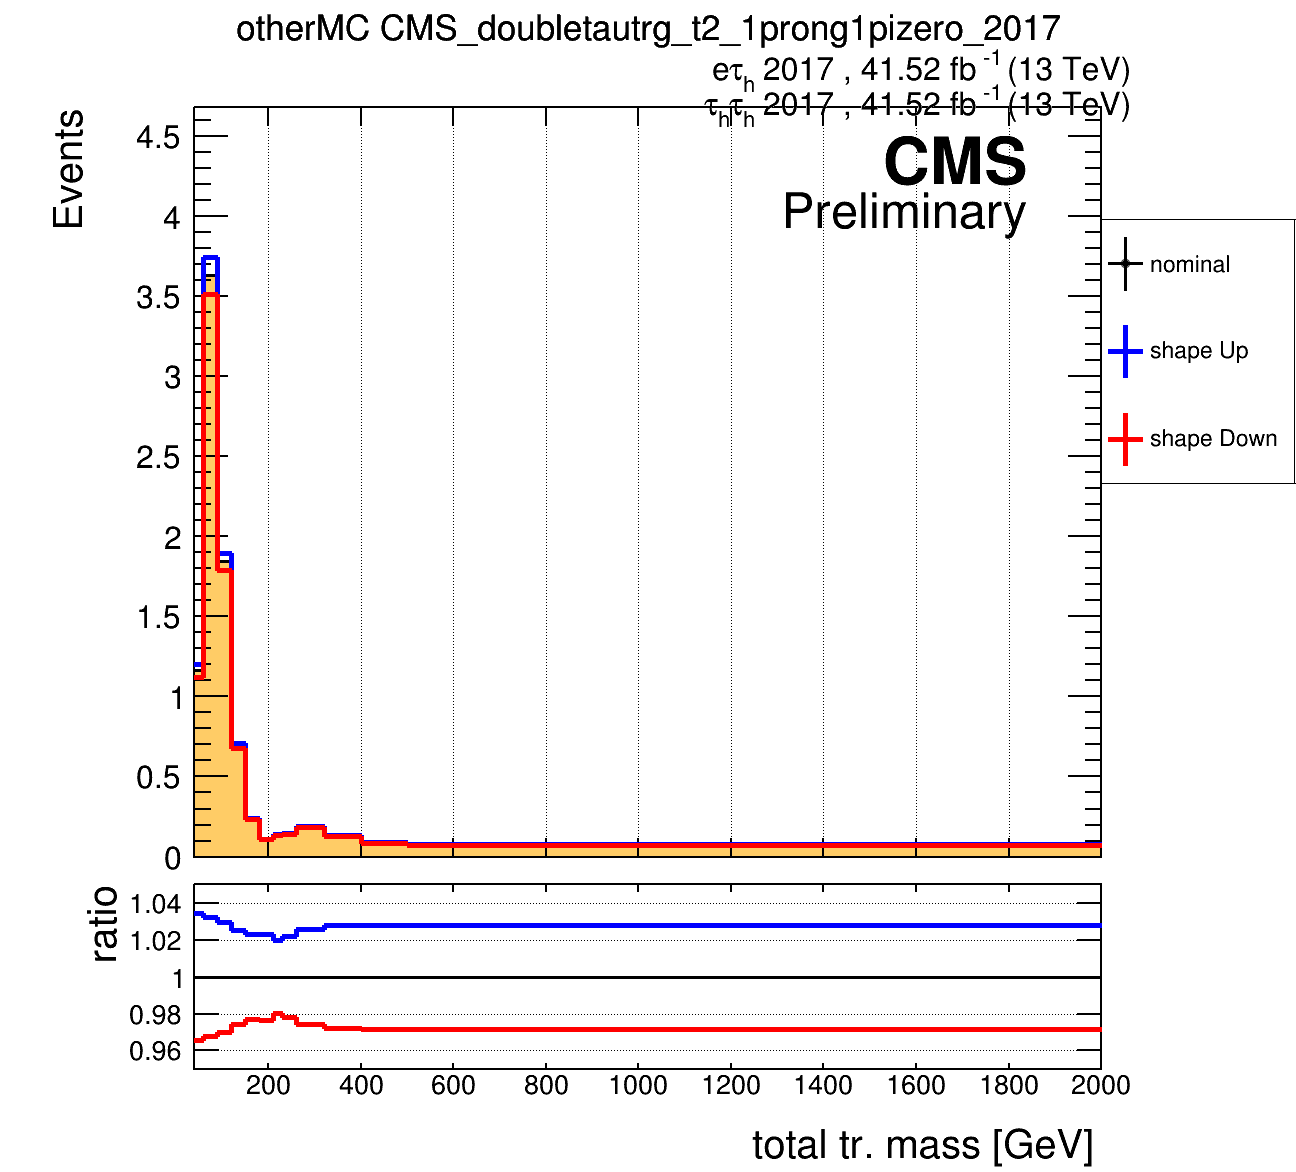 otherMC CMS_doubletautrg_t2_1prong1pizero_2017
eτh 2017 , 41.52 fb -1 (13 TeV)
τhτh 2017 , 41.52 fb -1 (13 TeV)
CMS
Preliminary
Events
4.5
4
3.5
3
2.5
2
1.5
1
0.5
0
nominal
shape Up
shape Down
ratio
1.04
1.02
1
0.98
0.96
200 400 600 800 1000 1200 1400 1600 1800 2000
total tr. mass [GeV]